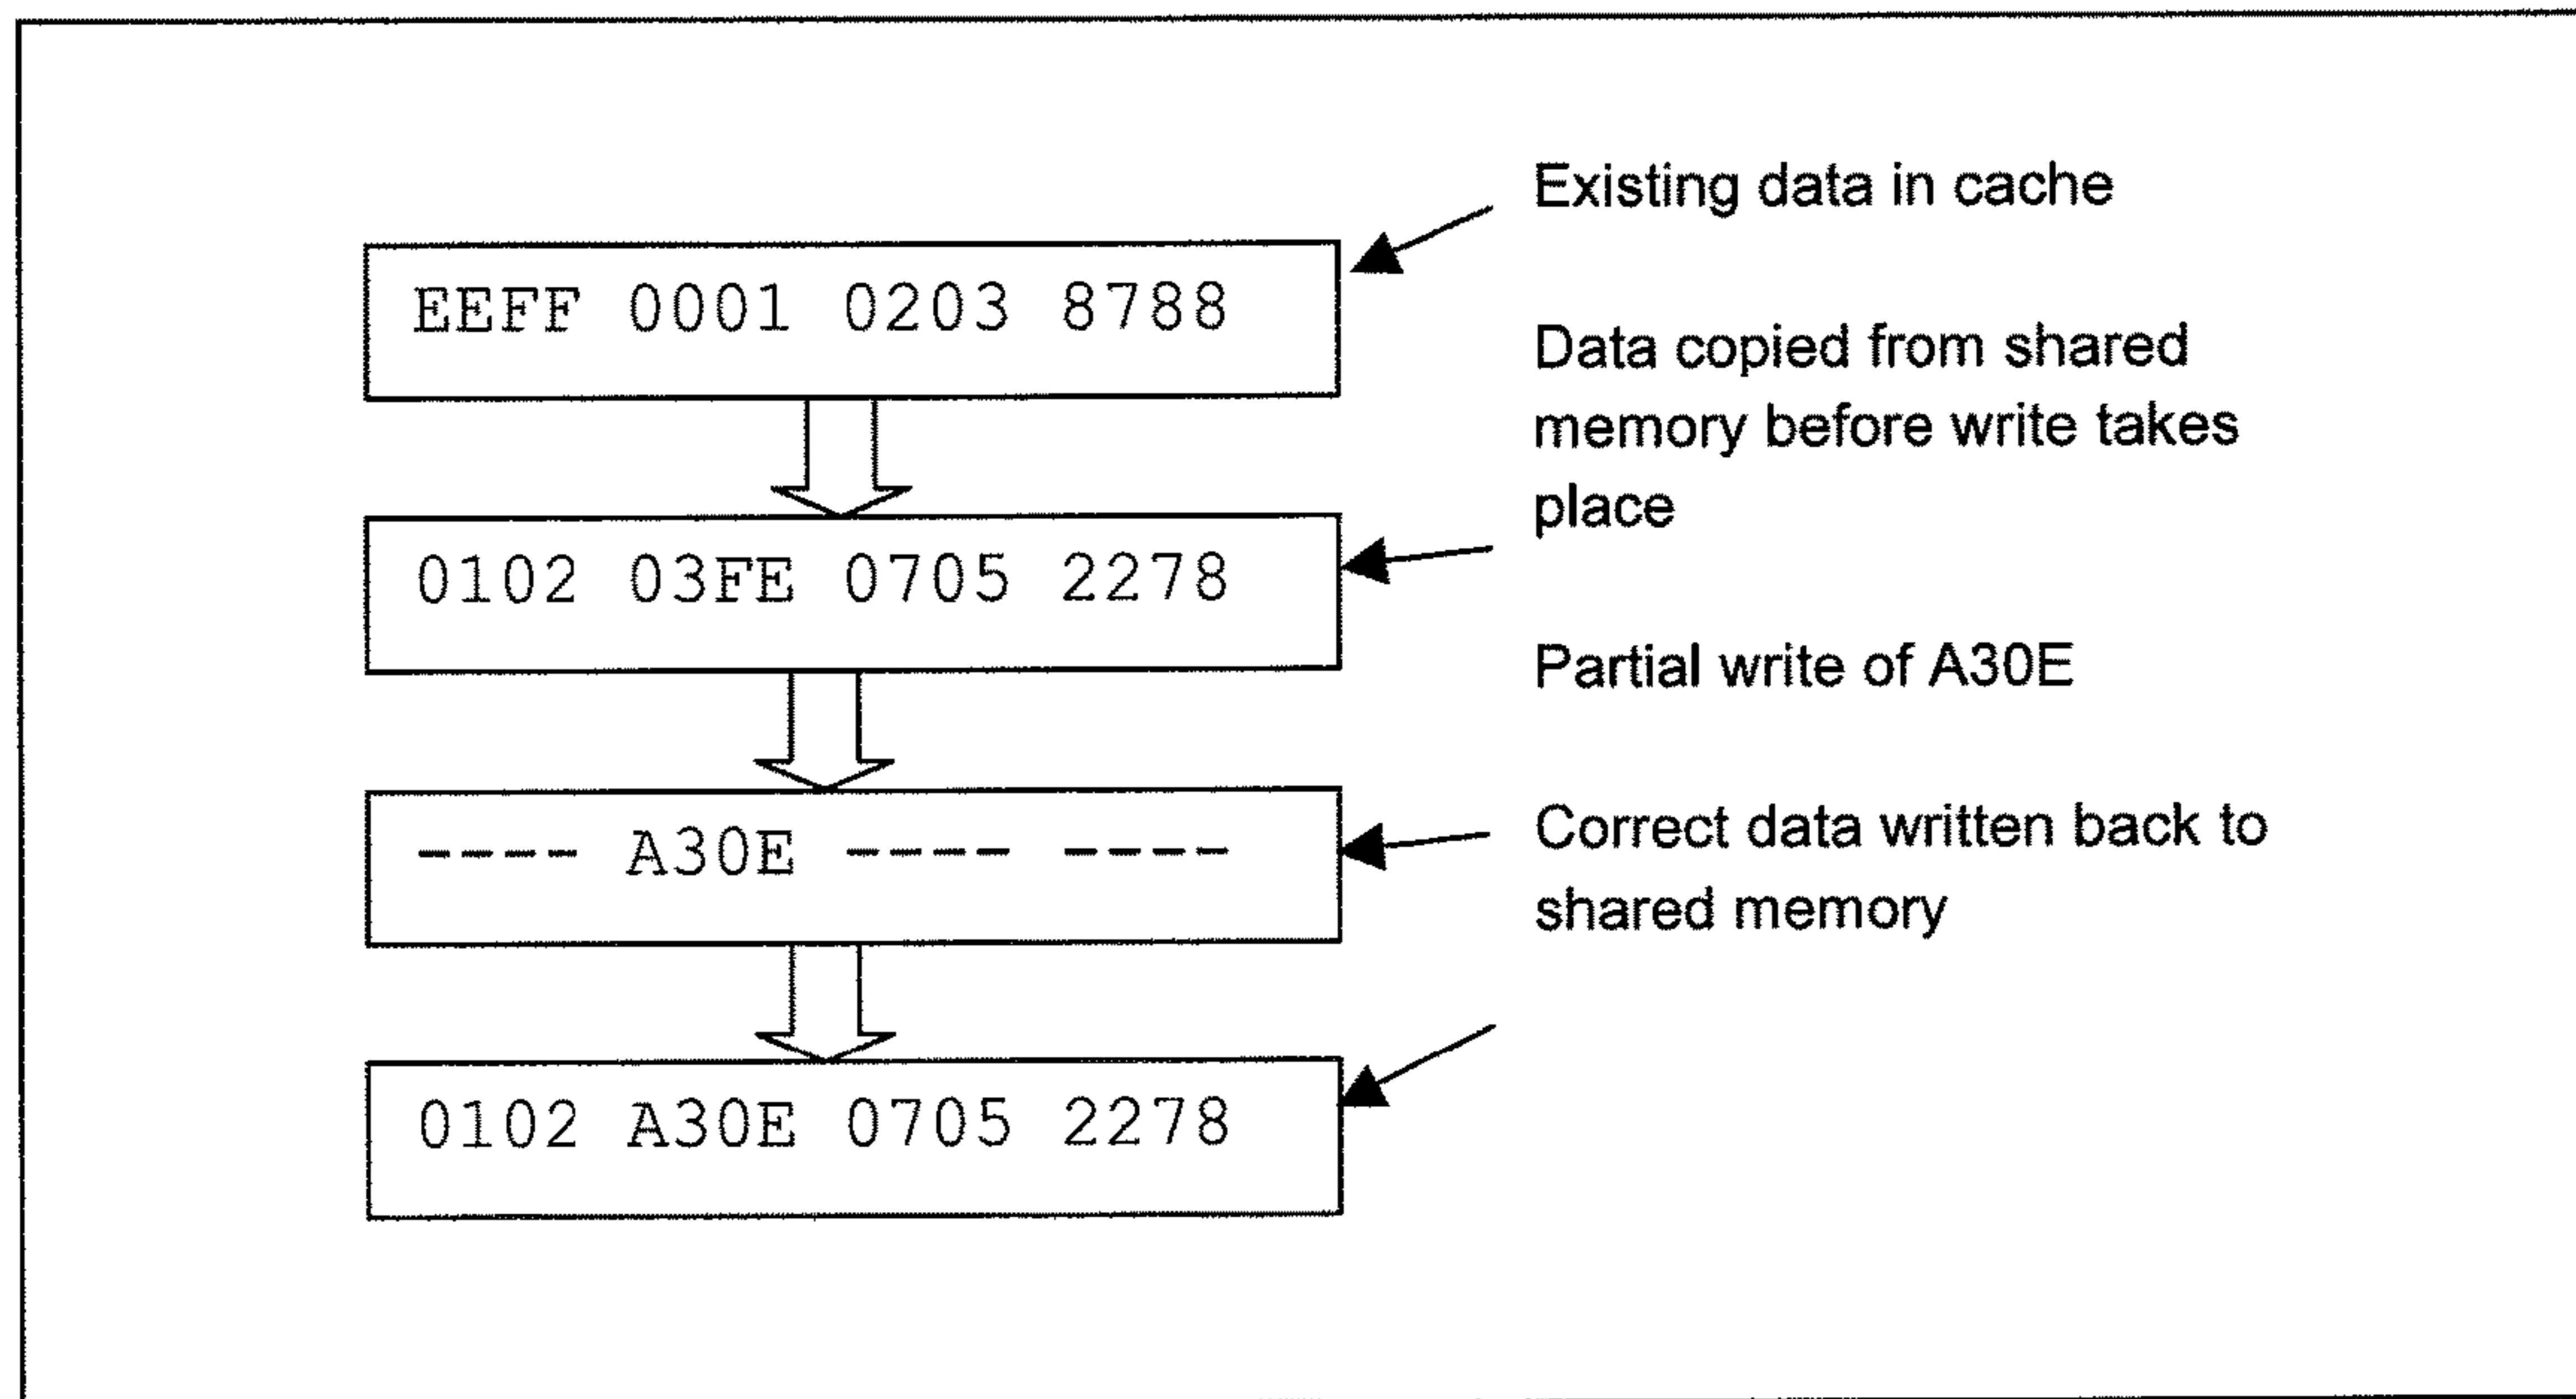 Existing data in cache
EEFF 0001 0203 8788
Data copied from shared
memory before write takes
place
0102 03FE 0705 2278
Partial write of A30E
---- A30E ---- ----
Correct data written back to
shared memory
0102 A30E 0705 2278